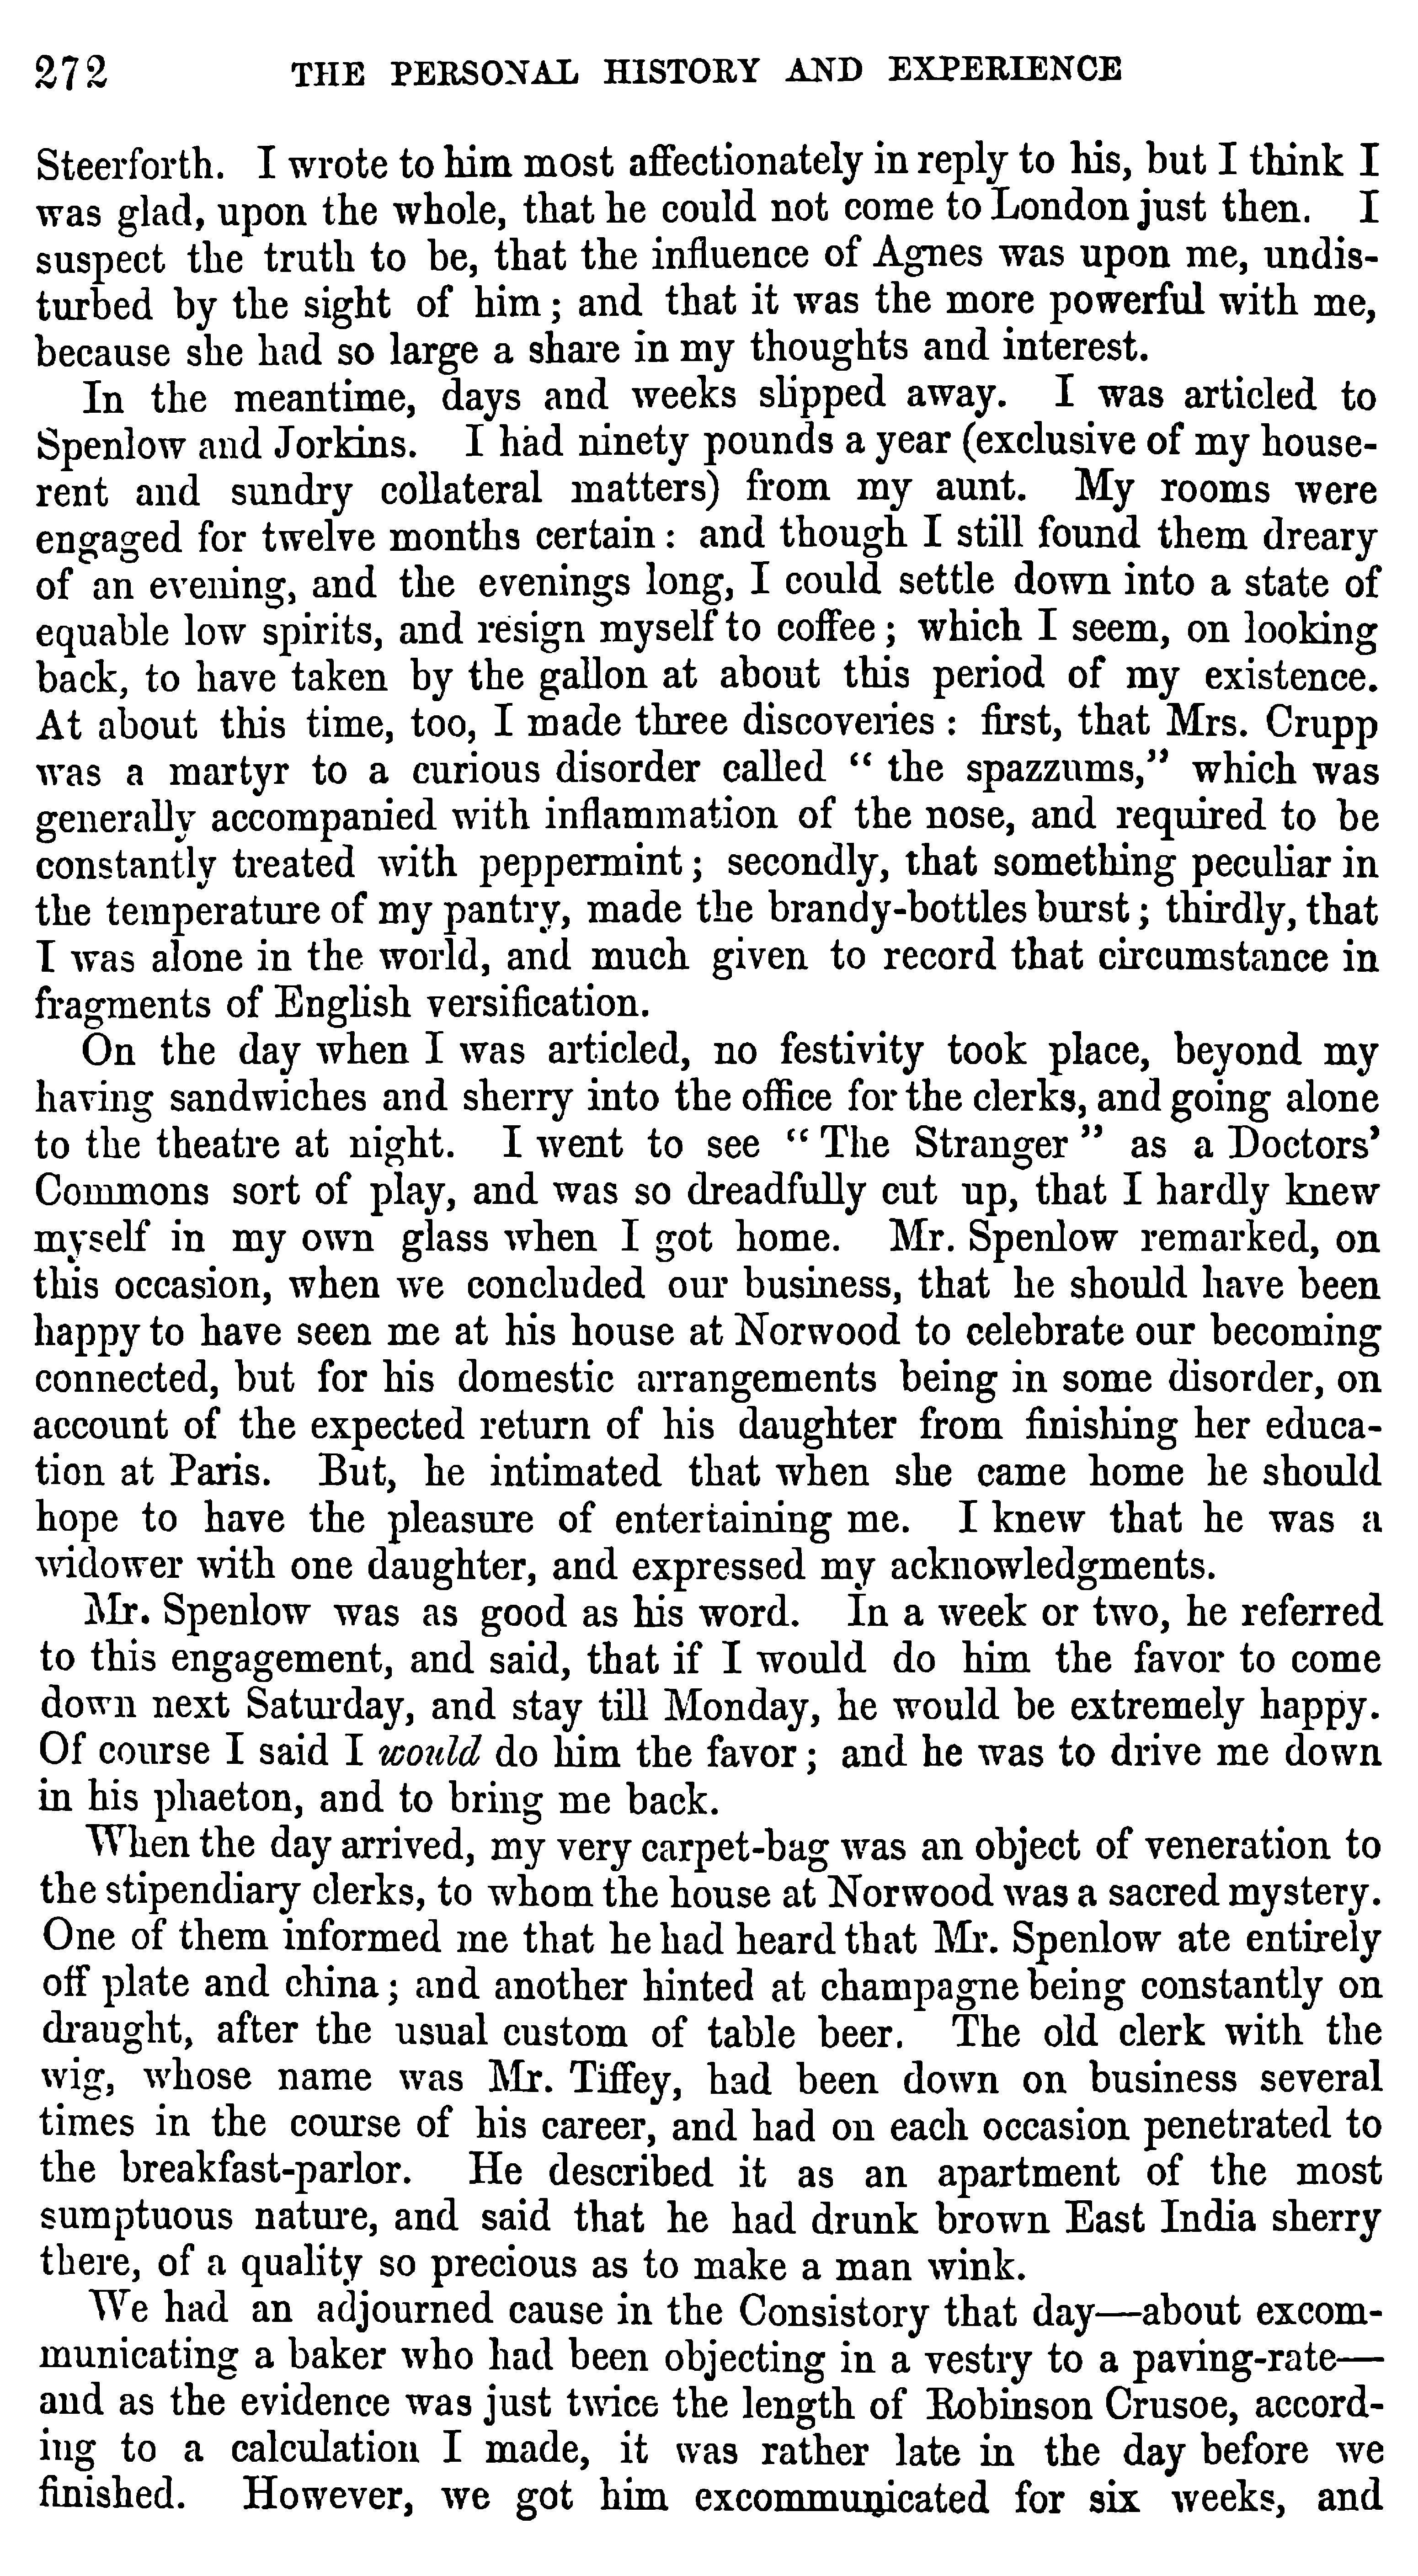 272 THE PERSONAL HISTORY AND EXPERIENCE
Steerforth. I wrote to him most affectionately in reply to his, but I think I
was glad, upon the whole, that he could not come to London just then. I
suspect the truth to be, that the influence of Agnes was upon me, undis-
turbed by the sight of him ; and that it was the more powerful with me,
because she had so large a share in my thoughts and interest.
In the meantime, days and weeks slipped away. I was articled to
Spenlow and Jorkins. I had ninety pounds a year (exclusive of my house-
rent and sundry collateral matters) from my aunt. My rooms were
engaged for twelve months certain : and though I still found them dreary
of an evening, and the evenings long, I could settle down into a state of
equable low spirits, and resign myself to coffee ; which I seem, on looking
back, to have taken by the gallon at about this period of my existence.
At about this time, too, I made three discoveries : first, that Mrs. Crupp
was a martyr to a curious disorder called “ the spazzums,” which was
generally accompanied with inflammation of the nose, and required to be
constantly treated with peppermint ; secondly, that something peculiar in
the temperature of my pantry, made the brandy-bottles burst ; thirdly, that
I was alone in the world, and much given to record that circumstance in
fragments of English versification.
On the day when I was articled, no festivity took place, beyond my
having sandwiches and sherry into the office for the clerks, and going alone
to the theatre at night. I went to see “ The Stranger ” as a Doctors’
Commons sort of play, and was so dreadfully cut up, that I hardly knew
myself in my own glass when I got home. Mr. Spenlow remarked, on
this occasion, when we concluded our business, that he should have been
happy to have seen me at his house at Norwood to celebrate our becoming
connected, but for his domestic arrangements being in some disorder, on
account of the expected return of his daughter from finishing her educa-
tion at Paris. But, he intimated that when she came home he should
hope to have the pleasure of entertaining me. I knew that he was a
widower with one daughter, and expressed my acknowledgments.
Mr. Spenlow was as good as his word. In a week or two, he referred
to this engagement, and said, that if I would do him the favor to come
down next Saturday, and stay till Monday, he would be extremely happy.
Of course I said I would do him the favor ; and he was to drive me down
in his phaeton, and to bring me back.
When the day arrived, my very carpet-bag was an object of veneration to
the stipendiary clerks, to whom the house at Norwood was a sacred mystery.
One of them informed me that he had heard that Mr. Spenlow ate entirely
off plate and china ; and another hinted at champagne being constantly on
draught, after the usual custom of table beer. The old clerk with the
wig, whose name was Mr. Tiffey, had been down on business several
times in the course of his career, and had on each occasion penetrated to
the breakfast-parlor. He described it as an apartment of the most
sumptuous nature, and said that he had drunk brown East India sherry
there, of a quality so precious as to make a man wink.
We had an adjourned cause in the Consistory that day—about excom-
municating a baker who had been objecting in a vestry to a paving-rate—
and as the evidence was just twice the length of Robinson Crusoe, accord-
ing to a calculation I made, it was rather late in the day before we
finished. However, we got him excommunicated for six weeks, and